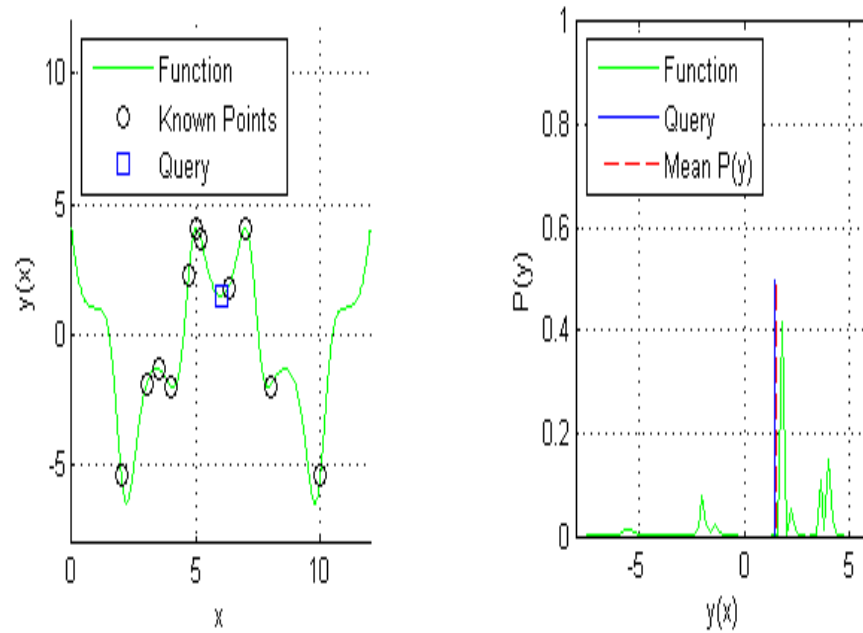 10
5
0
-5
y(x)
Function
Known Points
Query
0
5
10
x
1
0.8
0.6
0.4
0.2
0
P(y)
Function
Query
Mean P(y)
-5
0
5
y(x)